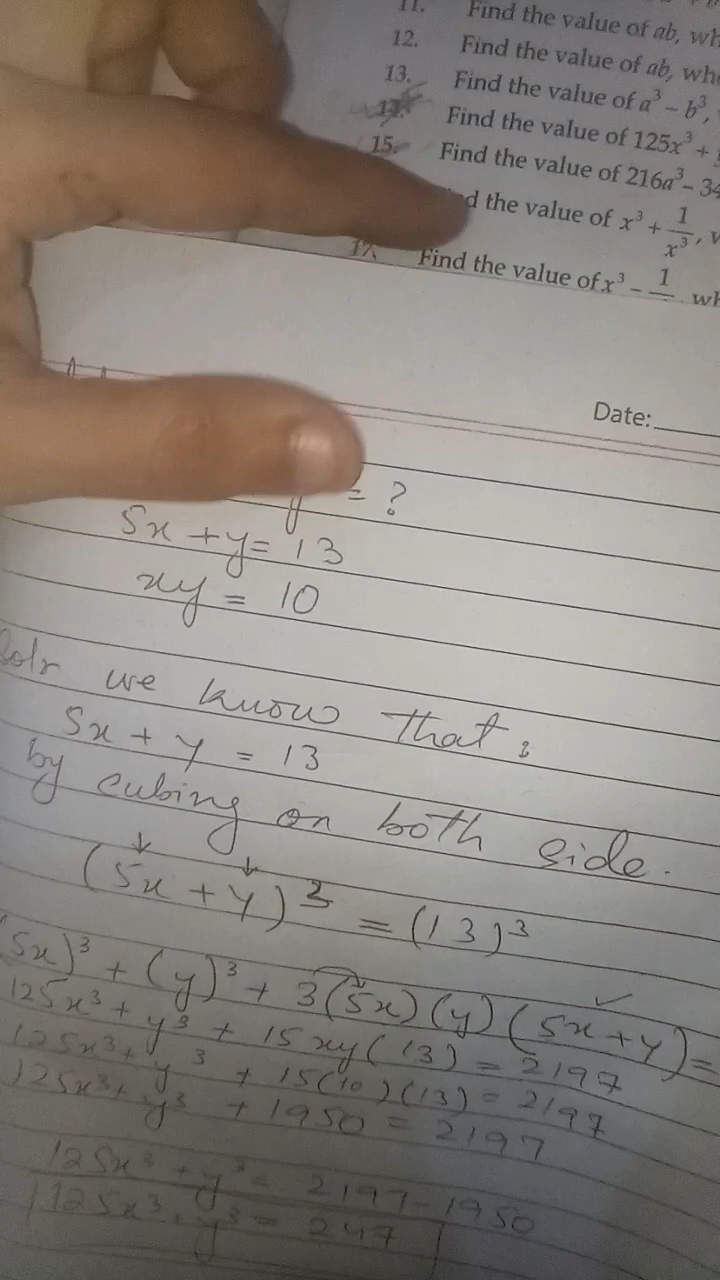 11. Find the value of ab, wh
12. Find the value of ab, whe
13. Find the value of a³ – b³,
14. Find the value of 125x³ +
15. Find the value of 216a³ – 34
d the value of x³ + 1/x³, w
17. Find the value of x³ – 1 wh
Date:
y = ?
5x + y = 13
xy = 10
Soln we know that:
5x + y = 13
by cubing on both side.
(5x + y)³ = (13)³
(5x)³ + (y)³ + 3(5x)(y)(5x+y) =
125x³ + y³ + 15xy(13) = 2197
125x³ + y³ + 15(10)(13) = 2197
125x³ + y³ + 1950 = 2197
125x³ + y³ = 2197-1950
125x³ + y³ = 247